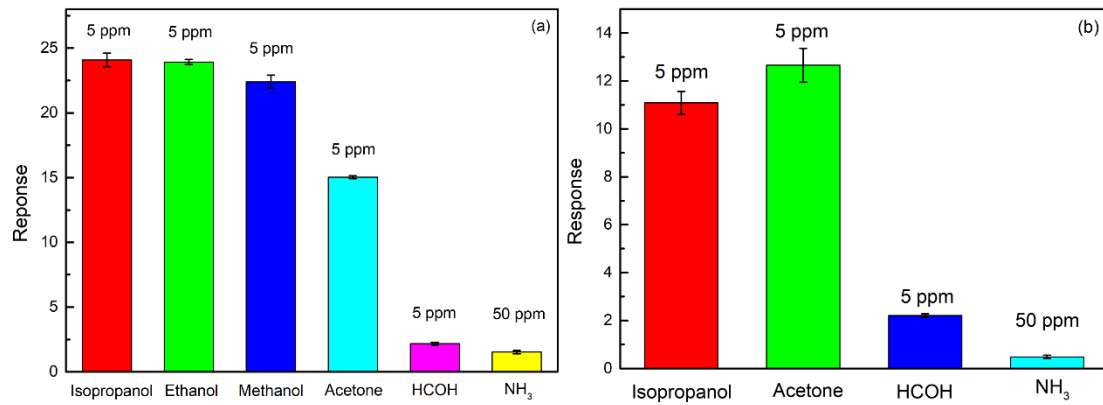 (a)
5 ppm
5 ppm
5 ppm
5 ppm
5 ppm
50 ppm
25
20
15
10
5
0
Reponse
Isopropanol Ethanol Methanol Acetone HCOH NH₃
(b)
5 ppm
5 ppm
5 ppm
50 ppm
14
12
10
8
6
4
2
0
Response
Isopropanol Acetone HCOH NH₃